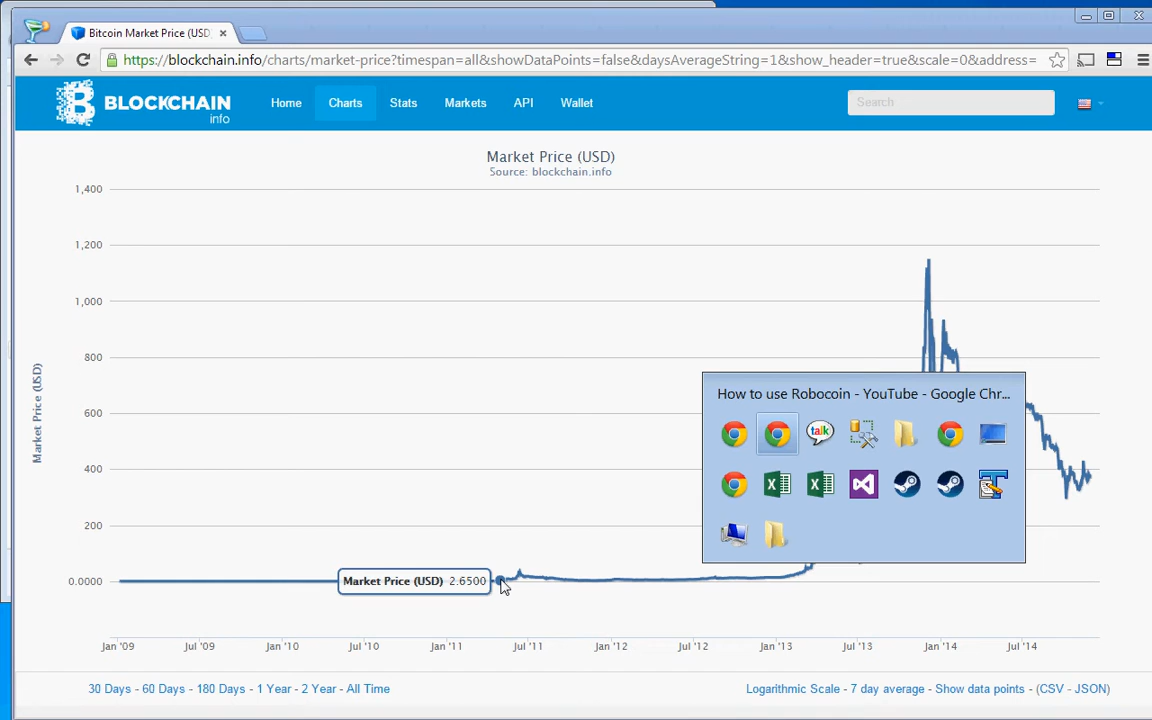 Bitcoin Market Price (USD
https://blockchain.info/charts/market-price?timespan=all&showDataPoints=false&daysAverageString=1&show_header=true&scale=0&address=
BLOCKCHAIN
info
Home Charts Stats Markets API Wallet
Search
Market Price (USD)
Source: blockchain.info
Market Price (USD)
1,400
1,200
1,000
800
600
400
200
0.0000
How to use Robocoin - YouTube - Google Chr...
talk
Market Price (USD) 2.6500
Jan '09 Jul '09 Jan '10 Jul '10 Jan '11 Jul '11 Jan '12 Jul '12 Jan '13 Jul '13 Jan '14 Jul '14
30 Days - 60 Days - 180 Days - 1 Year - 2 Year - All Time
Logarithmic Scale - 7 day average - Show data points - (CSV - JSON)